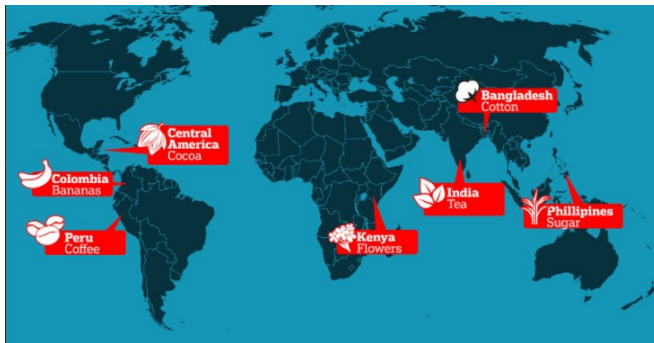 Bangladesh
Cotton
Central
America
Cocoa
Colombia
Bananas
India
Tea
Phillipines
Sugar
Peru
Coffee
Kenya
Flowers